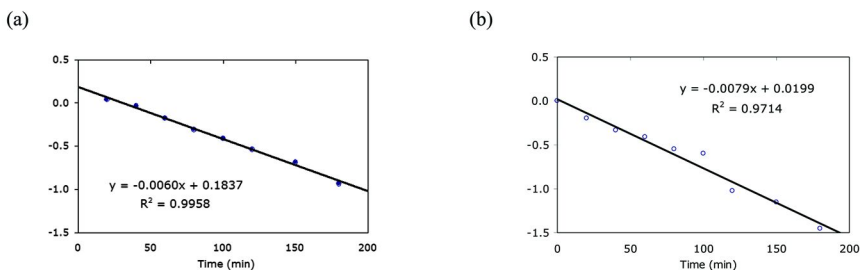 (a)
0.5
0.0
-0.5
-1.0
-1.5
y = -0.0060x + 0.1837
R² = 0.9958
0 50 100 150 200
Time (min)
(b)
0.5
0.0
-0.5
-1.0
-1.5
y = -0.0079x + 0.0199
R² = 0.9714
0 50 100 150 200
Time (min)